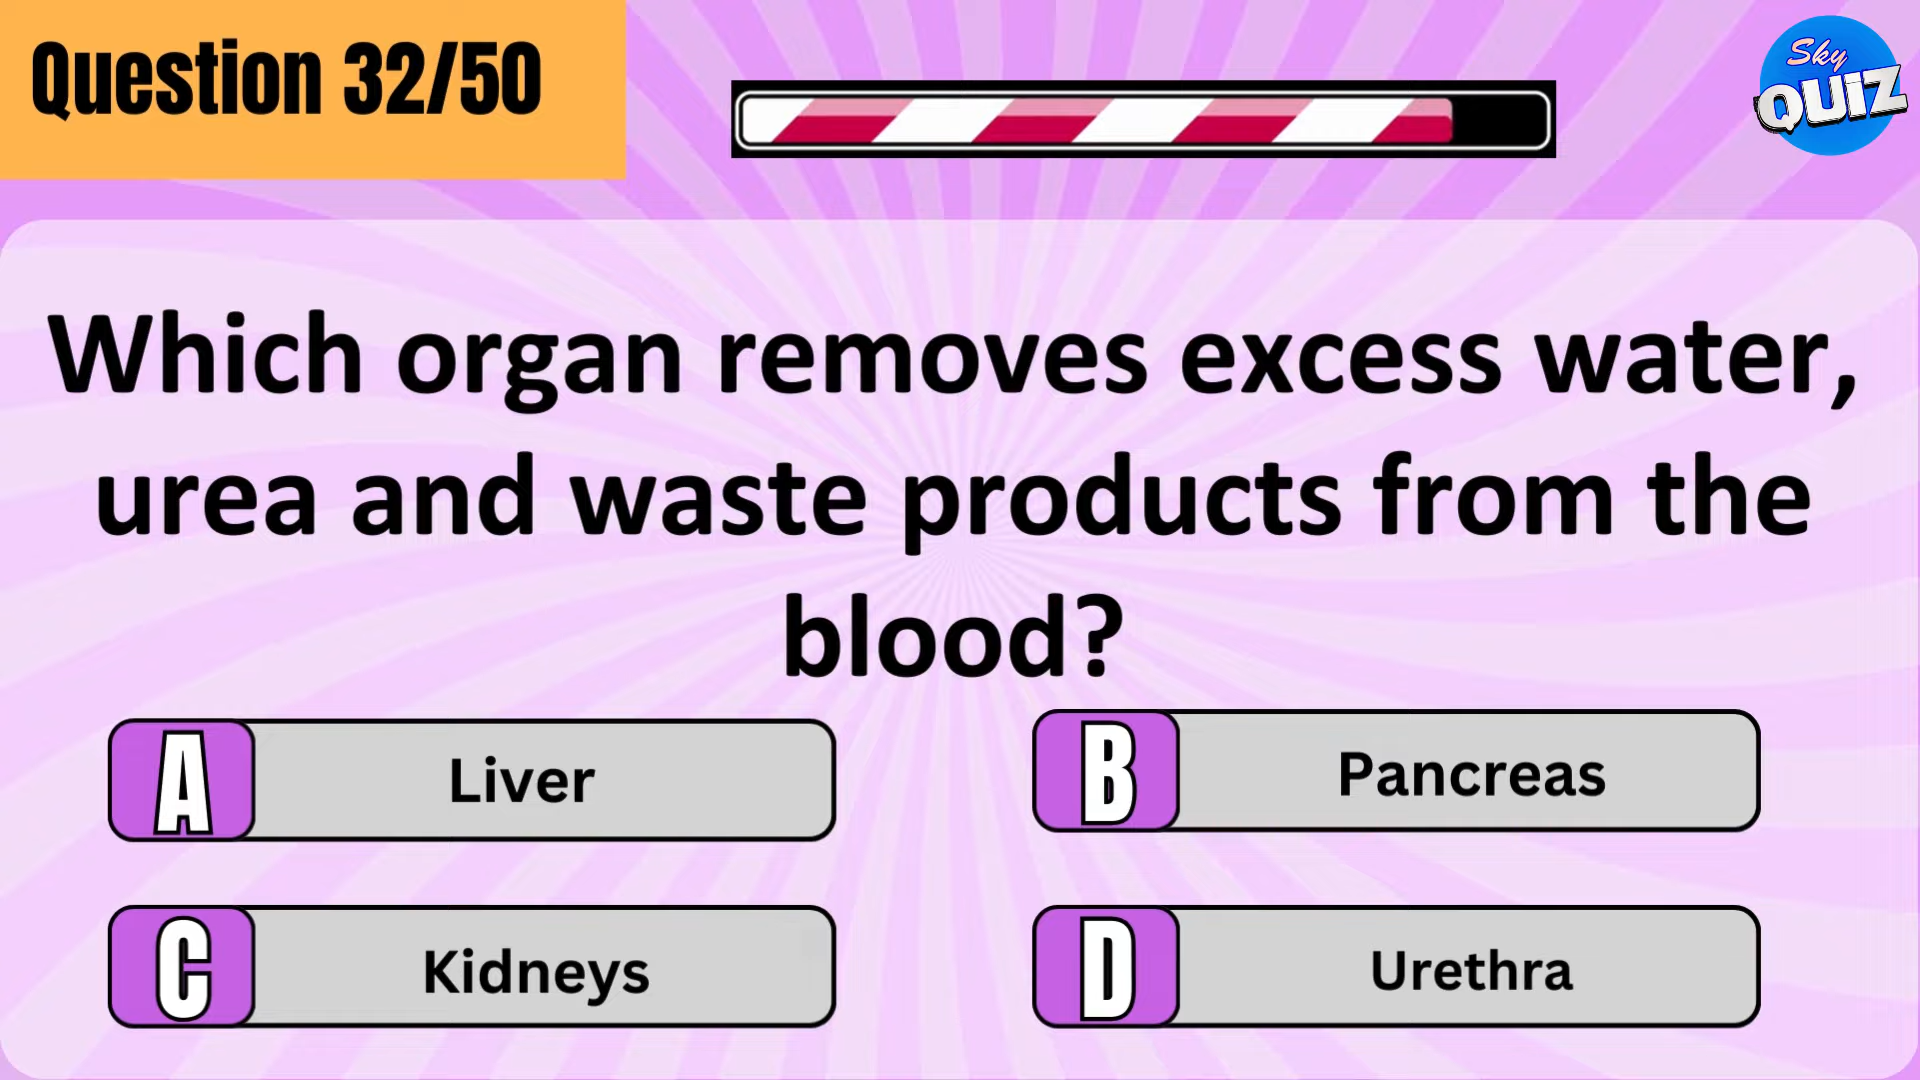 Question 32/50
Sky
QUIZ
Which organ removes excess water,
urea and waste products from the
blood?
A Liver
B Pancreas
C Kidneys
D Urethra